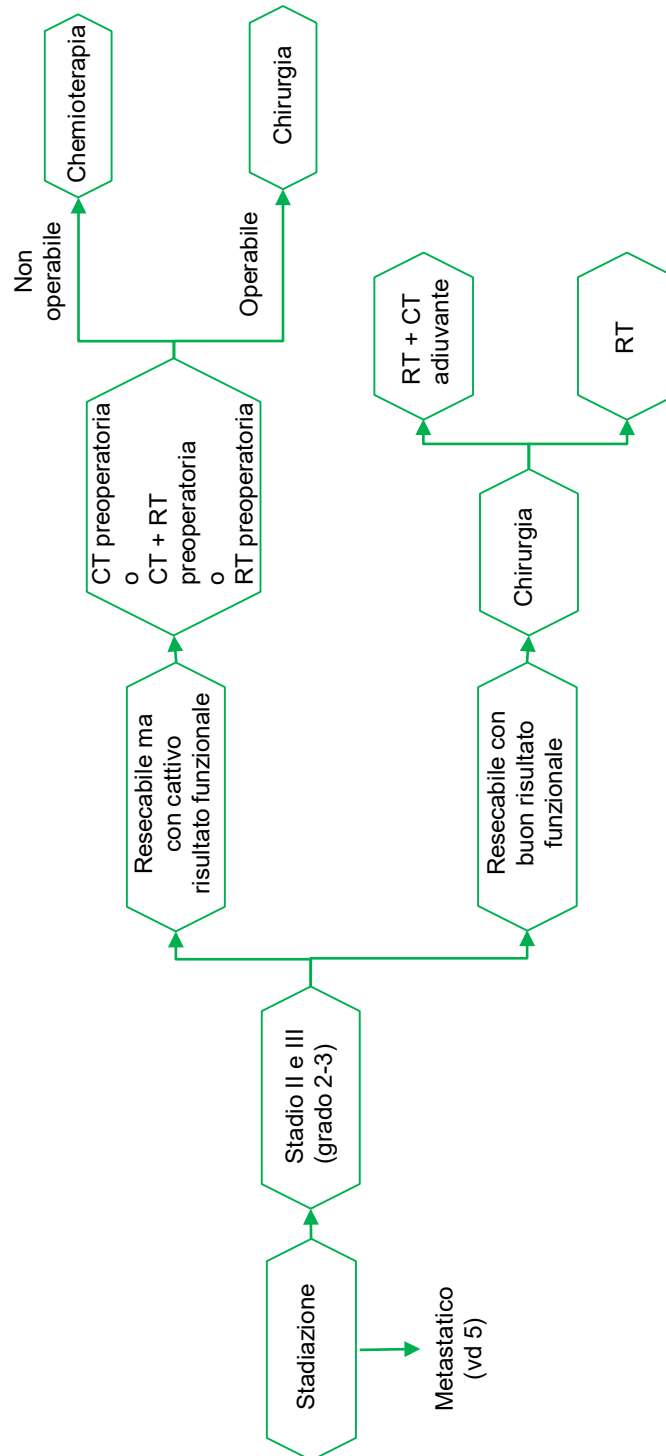 Stadiazione
Metastatico
(vd 5)
Stadio II e III
(grado 2-3)
Resecabile ma
con cattivo
risultato funzionale
CT preoperatoria
o
CT + RT
preoperatoria
o
RT preoperatoria
Non
operabile
Chemioterapia
Operabile
Chirurgia
Resecabile con
buon risultato
funzionale
Chirurgia
RT + CT
adiuvante
RT